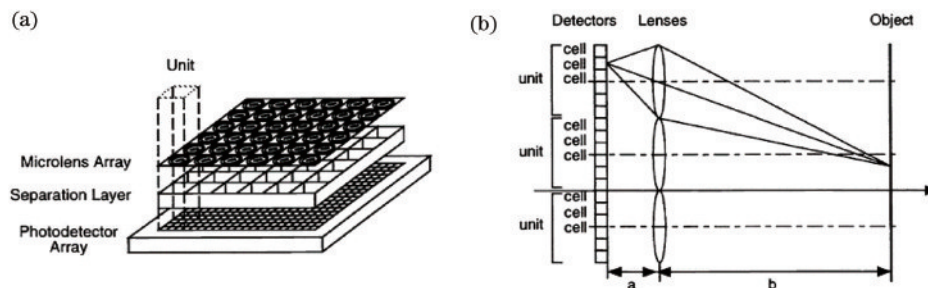 (a)
Unit
Microlens Array
Separation Layer
Photodetector
Array
(b)
Detectors Lenses Object
unit
cell
cell
cell
unit
cell
cell
cell
unit
cell
cell
cell
a
b